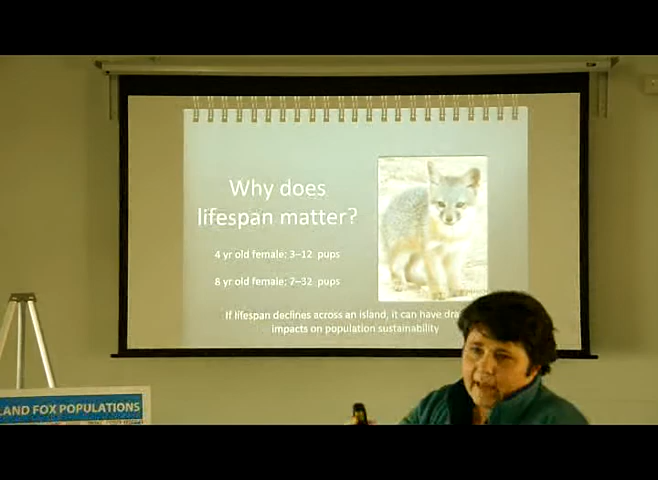 Why does
lifespan matter?
4 yr old female: 3–12 pups
8 yr old female: 7–32 pups
If lifespan declines across an island, it can have
impacts on population sustainability
LAND FOX POPULATIONS